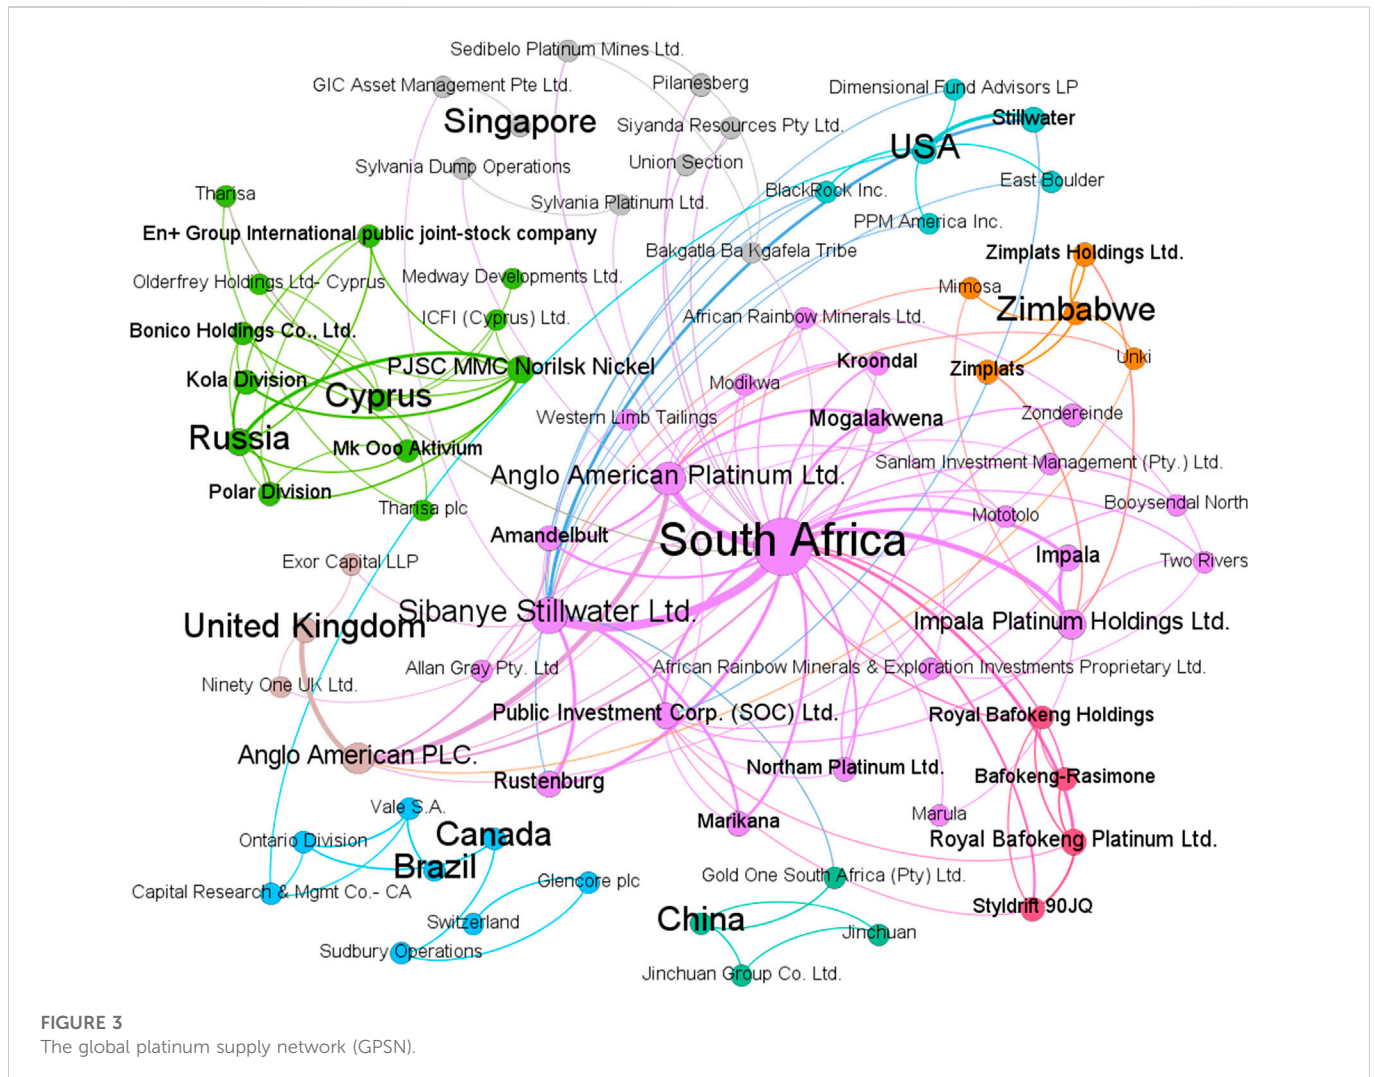 Sedibelo Platinum Mines Ltd.
GIC Asset Management Pte Ltd.
Pilanesberg
Dimensional Fund Advisors LP
Singapore
Siyanda Resources Pty Ltd.
Stillwater
USA
Sylvania Dump Operations
Union Section
East Boulder
Tharisa
Sylvania Platinum Ltd.
BlackRock Inc.
PPM America Inc.
En+ Group International public joint-stock company
Bakgatla Ba Kgafela Tribe
Zimplats Holdings Ltd.
Olderfrey Holdings Ltd- Cyprus
Medway Developments Ltd.
Mimosa
Zimbabwe
Bonico Holdings Co., Ltd.
ICFI (Cyprus) Ltd.
African Rainbow Minerals Ltd.
Kola Division
PJSC MMC Norilsk Nickel
Kroondal
Zimplats
Unki
Cyprus
Modikwa
Western Limb Tailings
Mogalakwena
Zondereinde
Russia
Mk Ooo Aktivium
Anglo American Platinum Ltd.
Sanlam Investment Management (Pty.) Ltd.
Polar Division
Tharisa plc
Booysendal North
Mototolo
Amandelbult
South Africa
Impala
Two Rivers
Exor Capital LLP
United Kingdom
Sibanye Stillwater Ltd.
Impala Platinum Holdings Ltd.
Allan Gray Pty. Ltd
African Rainbow Minerals & Exploration Investments Proprietary Ltd.
Ninety One UK Ltd.
Public Investment Corp. (SOC) Ltd.
Royal Bafokeng Holdings
Anglo American PLC.
Rustenburg
Northam Platinum Ltd.
Bafokeng-Rasimone
Vale S.A.
Marikana
Marula
Ontario Division
Canada
Royal Bafokeng Platinum Ltd.
Brazil
Capital Research & Mgmt Co.- CA
Glencore plc
Gold One South Africa (Pty) Ltd.
Switzerland
China
Styldrift 90JQ
Sudbury Operations
Jinchuan
Jinchuan Group Co. Ltd.
FIGURE 3
The global platinum supply network (GPSN).